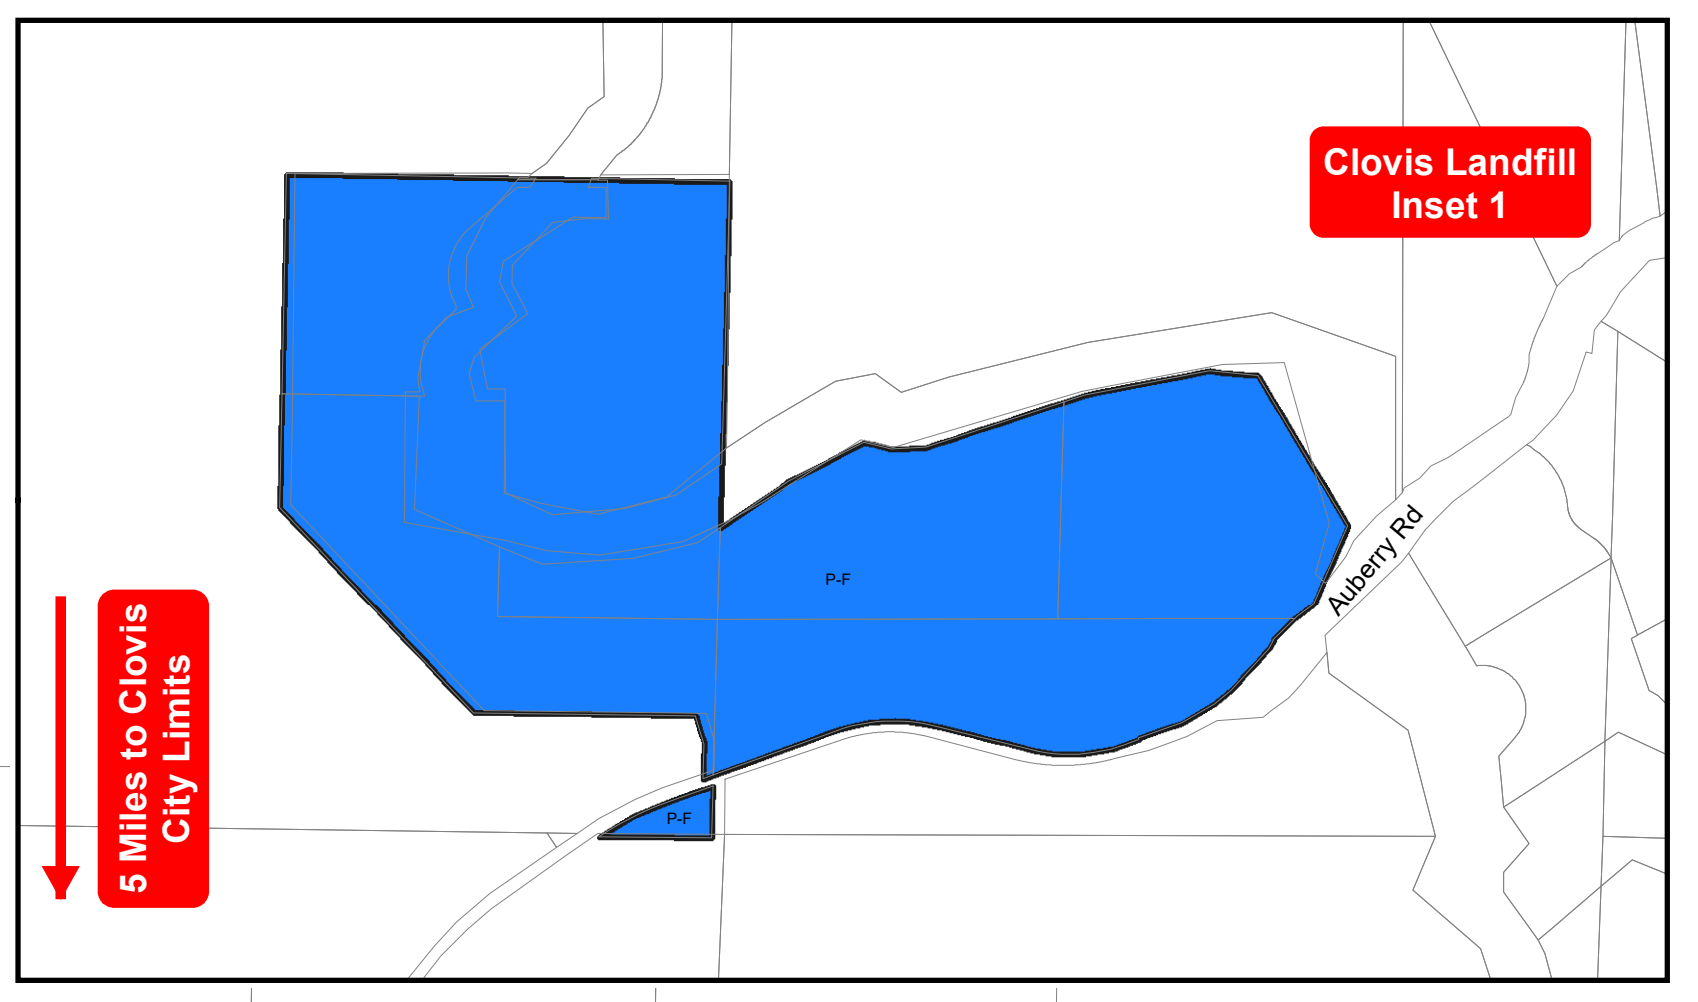 Clovis Landfill
Inset 1
Auberry Rd
P-F
P-F
5 Miles to Clovis
City Limits